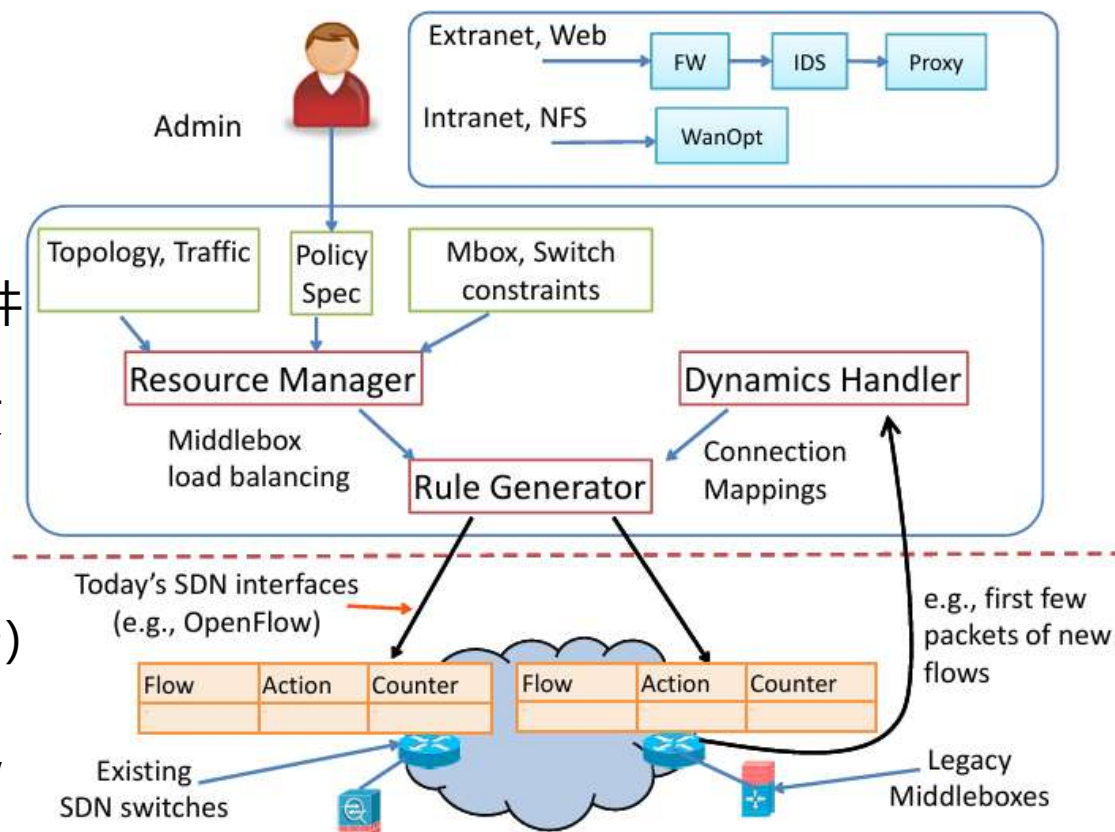 Extranet, Web
FW
IDS
Proxy
Admin
Intranet, NFS
WanOpt
Topology, Traffic
Policy
Spec
Mbox, Switch
constraints
Resource Manager
Dynamics Handler
Middlebox
load balancing
Connection
Mappings
Rule Generator
Today's SDN interfaces
(e.g., OpenFlow)
e.g., first few
packets of new
flows
)
Flow Action Counter
Flow Action Counter
Existing
SDN switches
Legacy
Middleboxes